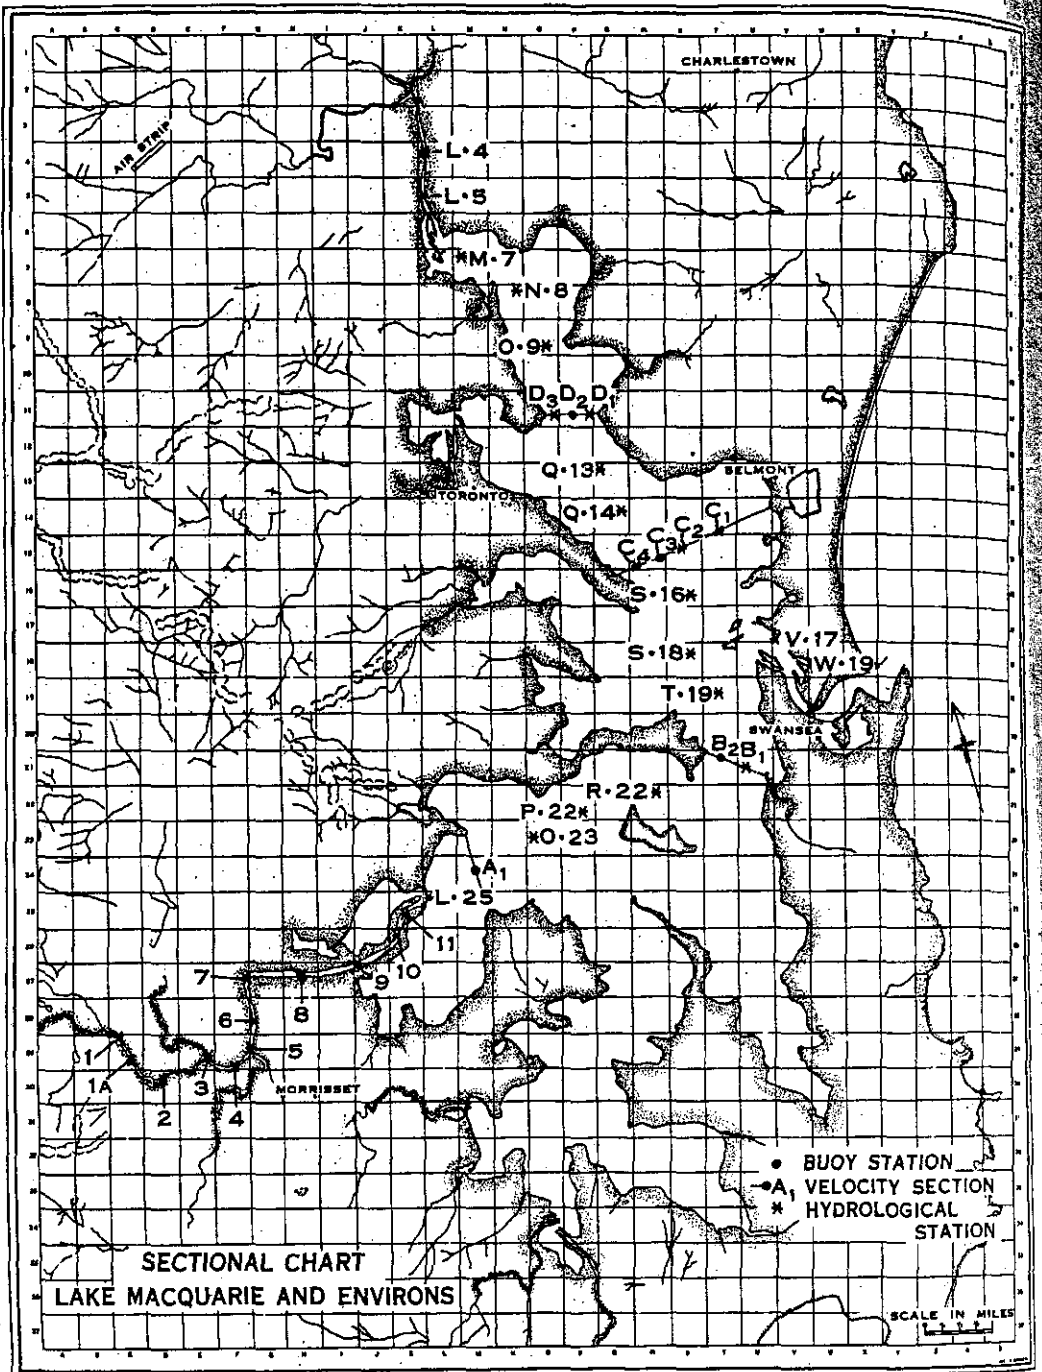 CHARLESTOWN
AIR STRIP
L·4
L·5
M·7
N·8
O·9
D3 D2 D1
Q·13
BELMONT
TORONTO
Q·14
C4 C3 C2 C1
S·16
V·17
S·18
W·19
T·19
SWANSEA
B2 B1
R·22
P·22
O·23
A1
L·25
11
10
9
7
8
6
5
1
1A
2
3
4
MORRISSET
● BUOY STATION
●A1 VELOCITY SECTION
* HYDROLOGICAL
STATION
SECTIONAL CHART
LAKE MACQUARIE AND ENVIRONS
SCALE IN MILES